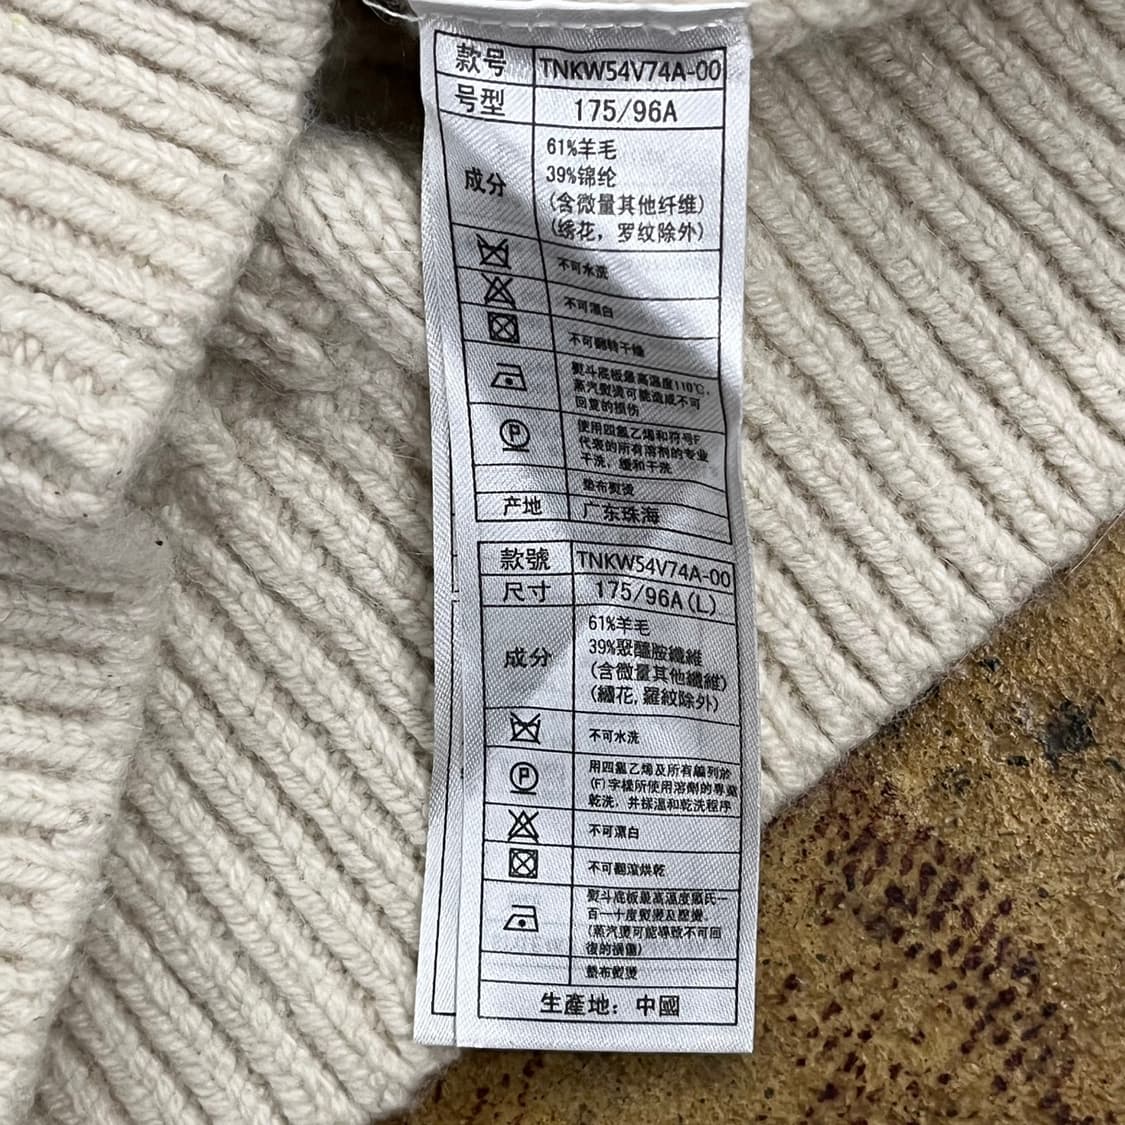 款号 TNKW54V74A-00
号型 175/96A
成分 61%羊毛
39%锦纶
(含微量其他纤维)
(绣花，罗纹除外)
不可水洗
不可漂白
不可翻转干燥
熨斗底板最高温度110℃，
蒸汽熨烫可能造成不可
回复的损伤
P 使用四氯乙烯和符号F
代表的所有溶剂的专业
干洗，缓和干洗
垫布熨烫
产地 广东珠海
款號 TNKW54V74A-00
尺寸 175/96A(L)
成分 61%羊毛
39%聚醯胺纖維
(含微量其他纖維)
(繡花,羅紋除外)
不可水洗
P 用四氯乙烯及所有編列於
(F)字樣所使用溶劑的專業
乾洗，并採溫和乾洗程序
不可漂白
不可翻滾烘乾
熨斗底板最高溫度攝氏一
百一十度熨燙及壓燙，
(蒸汽燙可能導致不可回
復的損傷)
墊布熨燙
生產地：中國